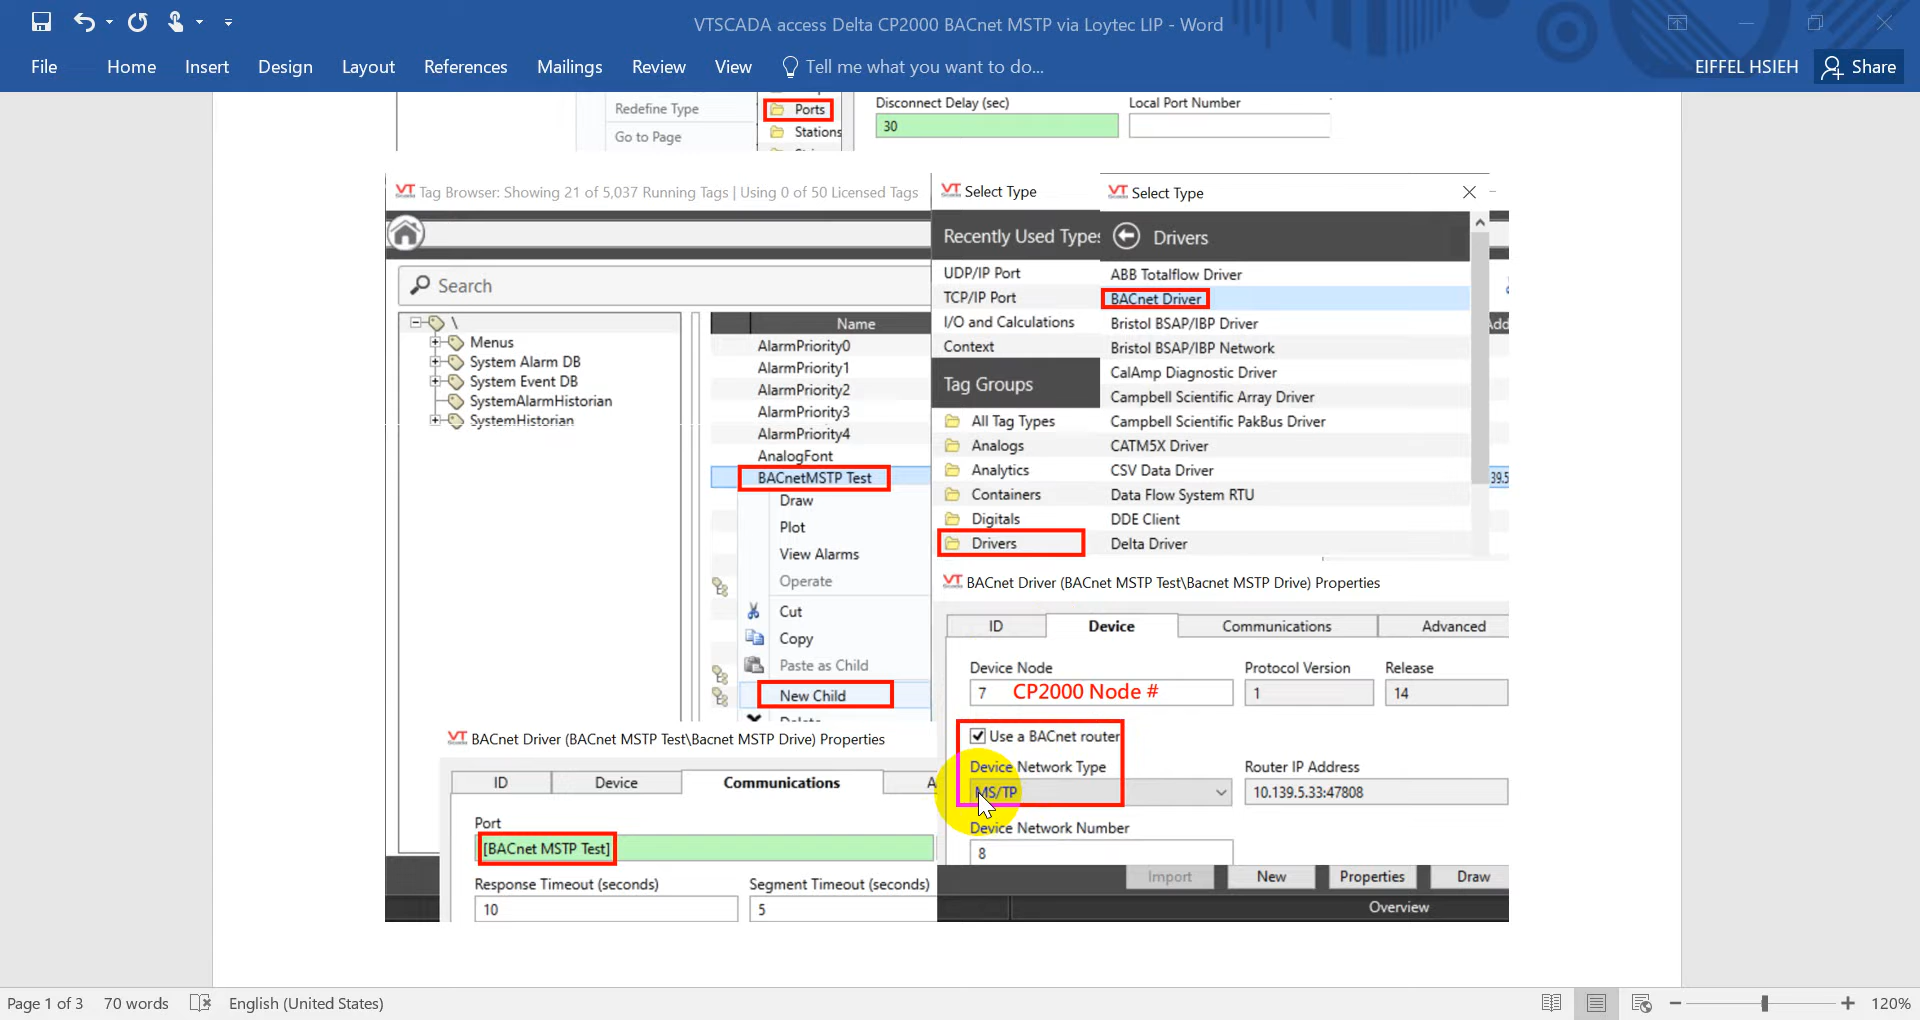 VTSCADA access Delta CP2000 BACnet MSTP via Loytec LIP - Word
File
Home
Insert
Design
Layout
References
Mailings
Review
View
Tell me what you want to do...
EIFFEL HSIEH
Share
Redefine Type
Go to Page
Ports
Stations
Disconnect Delay (sec)
30
Local Port Number
VT Tag Browser: Showing 21 of 5,037 Running Tags | Using 0 of 50 Licensed Tags
Search
\
Menus
System Alarm DB
System Event DB
SystemAlarmHistorian
SystemHistorian
Name
AlarmPriority0
AlarmPriority1
AlarmPriority2
AlarmPriority3
AlarmPriority4
AnalogFont
BACnetMSTP Test
Draw
Plot
View Alarms
Operate
Cut
Copy
Paste as Child
New Child
Delete
VT Select Type
Recently Used Types
UDP/IP Port
TCP/IP Port
I/O and Calculations
Context
Tag Groups
All Tag Types
Analogs
Analytics
Containers
Digitals
Drivers
VT Select Type
Drivers
ABB Totalflow Driver
BACnet Driver
Bristol BSAP/IBP Driver
Bristol BSAP/IBP Network
CalAmp Diagnostic Driver
Campbell Scientific Array Driver
Campbell Scientific PakBus Driver
CATM5X Driver
CSV Data Driver
Data Flow System RTU
DDE Client
Delta Driver
Add
39.5
VT BACnet Driver (BACnet MSTP Test\Bacnet MSTP Drive) Properties
ID
Device
Communications
Advanced
Device Node
7 CP2000 Node #
Protocol Version
1
Release
14
Use a BACnet router
Device Network Type
MS/TP
Router IP Address
10.139.5.33:47808
Device Network Number
8
Import
New
Properties
Draw
Overview
VT BACnet Driver (BACnet MSTP Test\Bacnet MSTP Drive) Properties
ID
Device
Communications
A
Port
[BACnet MSTP Test]
Response Timeout (seconds)
10
Segment Timeout (seconds)
5
Page 1 of 3
70 words
English (United States)
120%